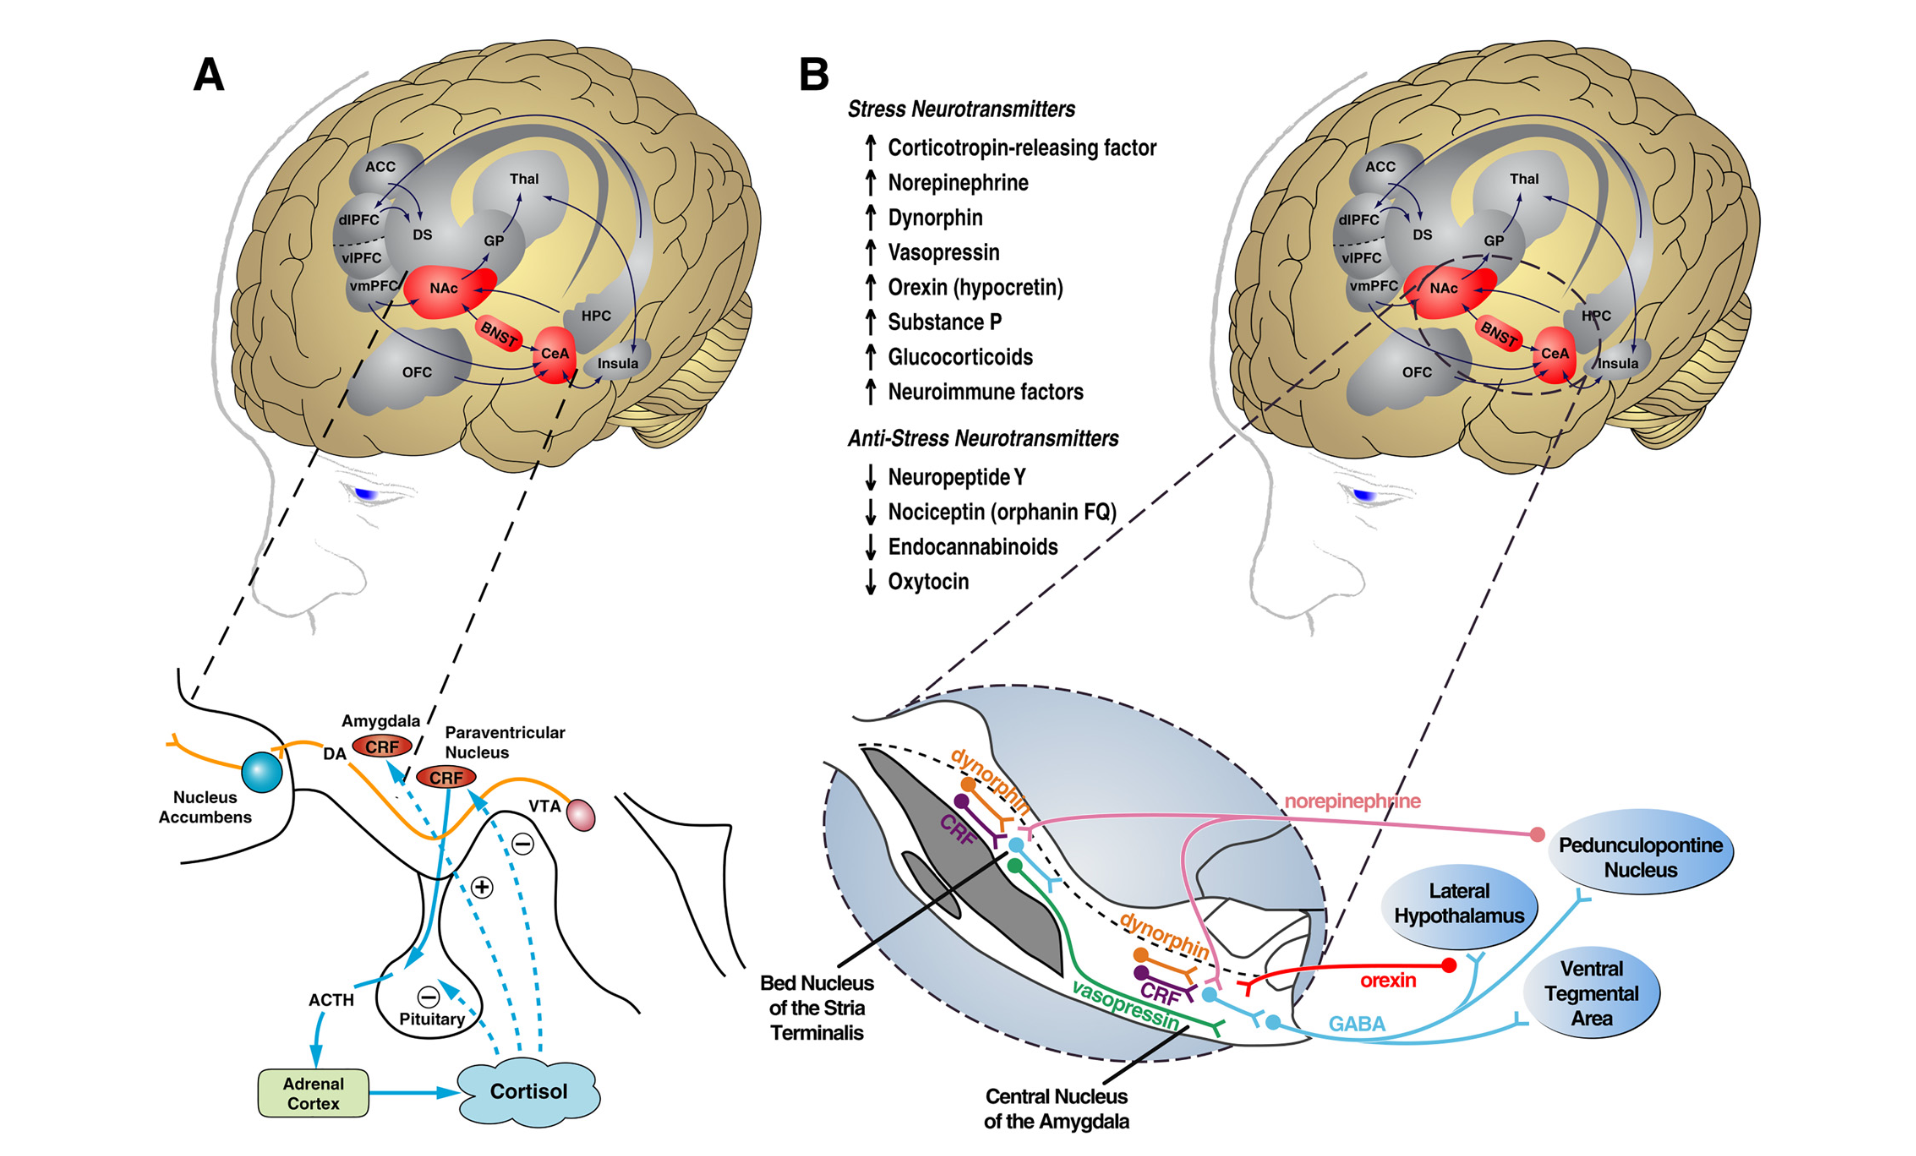 A
ACC
Thal
dlPFC
DS
GP
vlPFC
vmPFC
NAc
HPC
BNST
CeA
Insula
OFC
Amygdala
CRF
Paraventricular
Nucleus
CRF
DA
Nucleus
Accumbens
VTA
−
+
ACTH
−
Pituitary
Adrenal
Cortex
Cortisol
B
Stress Neurotransmitters
↑ Corticotropin-releasing factor
↑ Norepinephrine
↑ Dynorphin
↑ Vasopressin
↑ Orexin (hypocretin)
↑ Substance P
↑ Glucocorticoids
↑ Neuroimmune factors
Anti-Stress Neurotransmitters
↓ Neuropeptide Y
↓ Nociceptin (orphanin FQ)
↓ Endocannabinoids
↓ Oxytocin
ACC
Thal
dlPFC
DS
GP
vlPFC
vmPFC
NAc
HPC
BNST
CeA
Insula
OFC
dynorphin
CRF
norepinephrine
Pedunculopontine
Nucleus
Lateral
Hypothalamus
dynorphin
CRF
vasopressin
orexin
GABA
Ventral
Tegmental
Area
Bed Nucleus
of the Stria
Terminalis
Central Nucleus
of the Amygdala